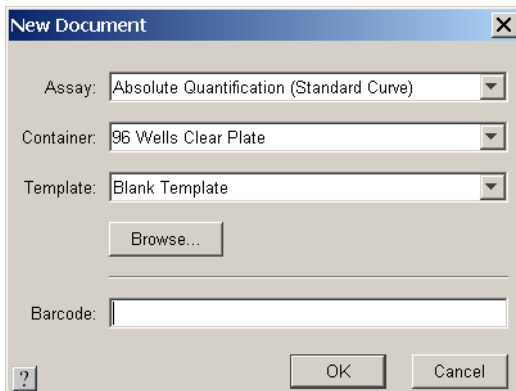 New Document
Assay: Absolute Quantification (Standard Curve)
Container: 96 Wells Clear Plate
Template: Blank Template
Browse...
Barcode:
? OK Cancel